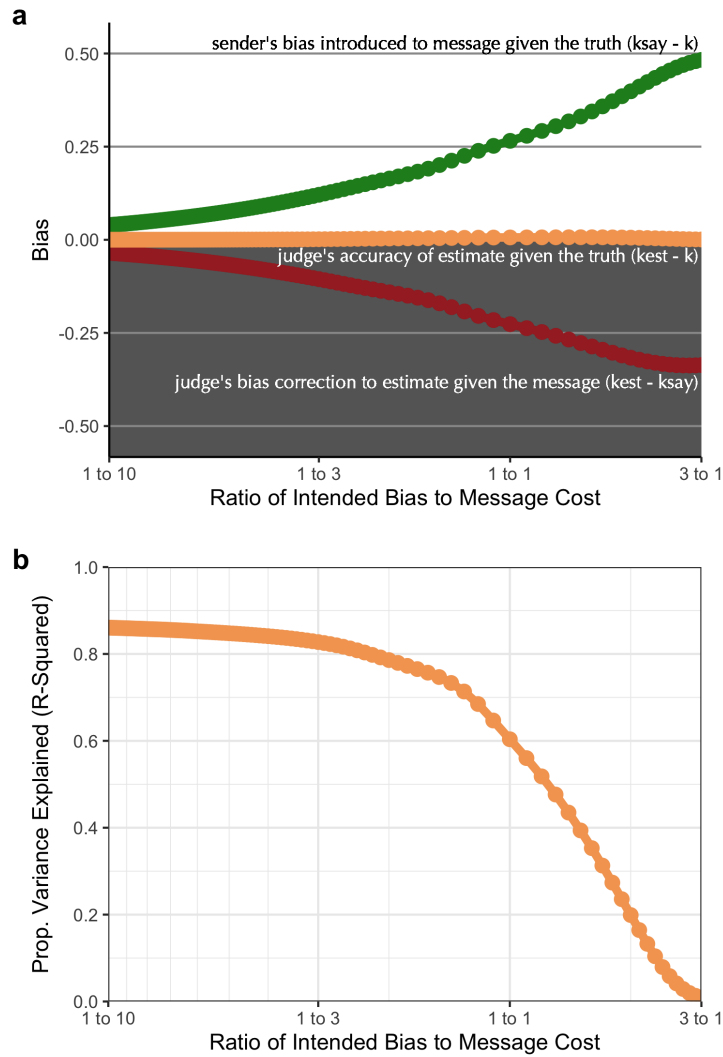 a
sender's bias introduced to message given the truth (ksay - k)
0.50
0.25
0.00
-0.25
-0.50
Bias
judge's accuracy of estimate given the truth (kest - k)
judge's bias correction to estimate given the message (kest - ksay)
1 to 10
1 to 3
1 to 1
3 to 1
Ratio of Intended Bias to Message Cost
b
1.0
0.8
0.6
0.4
0.2
0.0
Prop. Variance Explained (R-Squared)
1 to 10
1 to 3
1 to 1
3 to 1
Ratio of Intended Bias to Message Cost